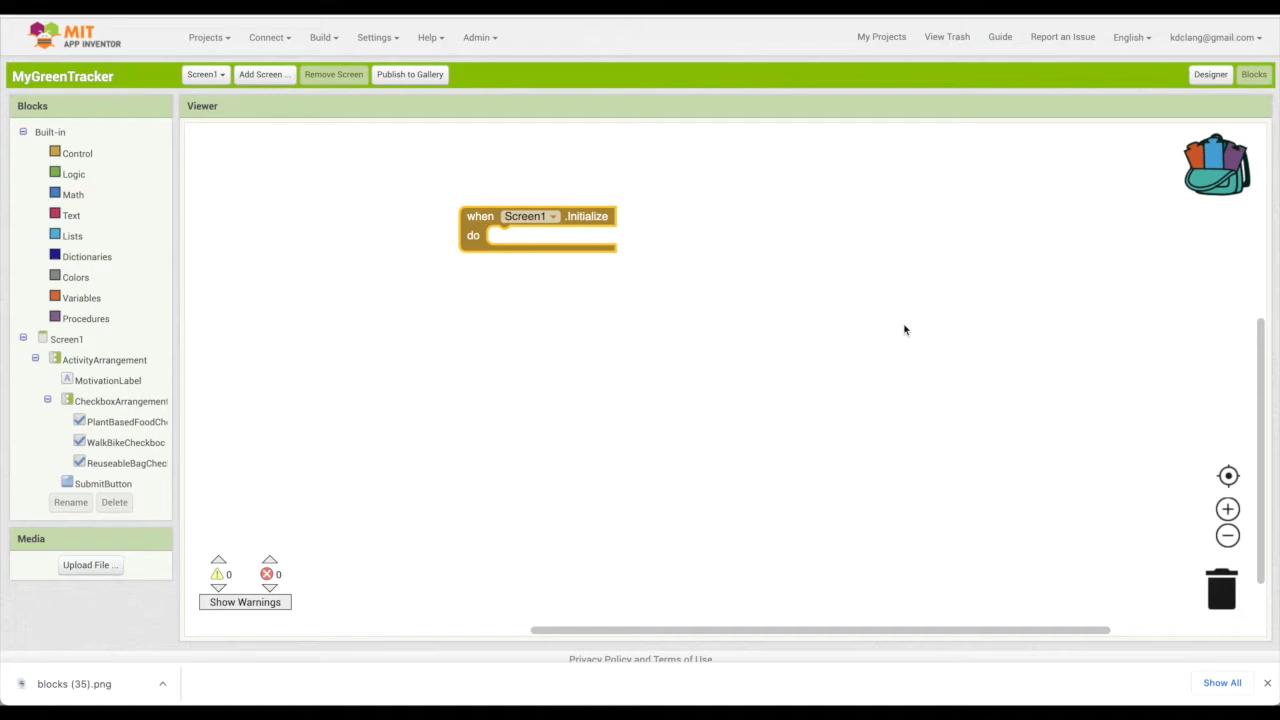 MIT
APP INVENTOR
Projects Connect Build Settings Help Admin
My Projects View Trash Guide Report an Issue English kdclang@gmail.com
MyGreenTracker
Screen1 Add Screen ... Remove Screen Publish to Gallery
Designer Blocks
Blocks
Viewer
Built-in
Control
Logic
Math
Text
Lists
Dictionaries
Colors
Variables
Procedures
Screen1
ActivityArrangement
A MotivationLabel
CheckboxArrangement
PlantBasedFoodChe
WalkBikeCheckboc
ReuseableBagChec
SubmitButton
Rename Delete
Media
Upload File ...
when Screen1 .Initialize
do
0 0
Show Warnings
Privacy Policy and Terms of Use
blocks (35).png
Show All